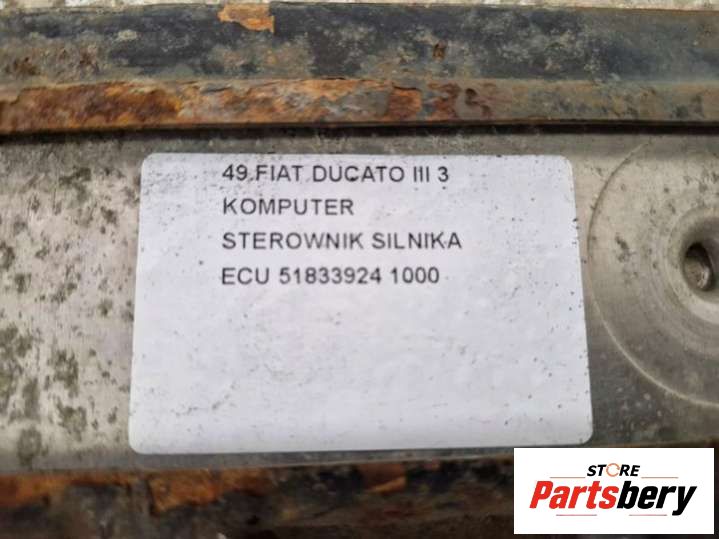 49.FIAT DUCATO III 3
KOMPUTER
STEROWNIK SILNIKA
ECU 51833924 1000
STORE
Partsbery